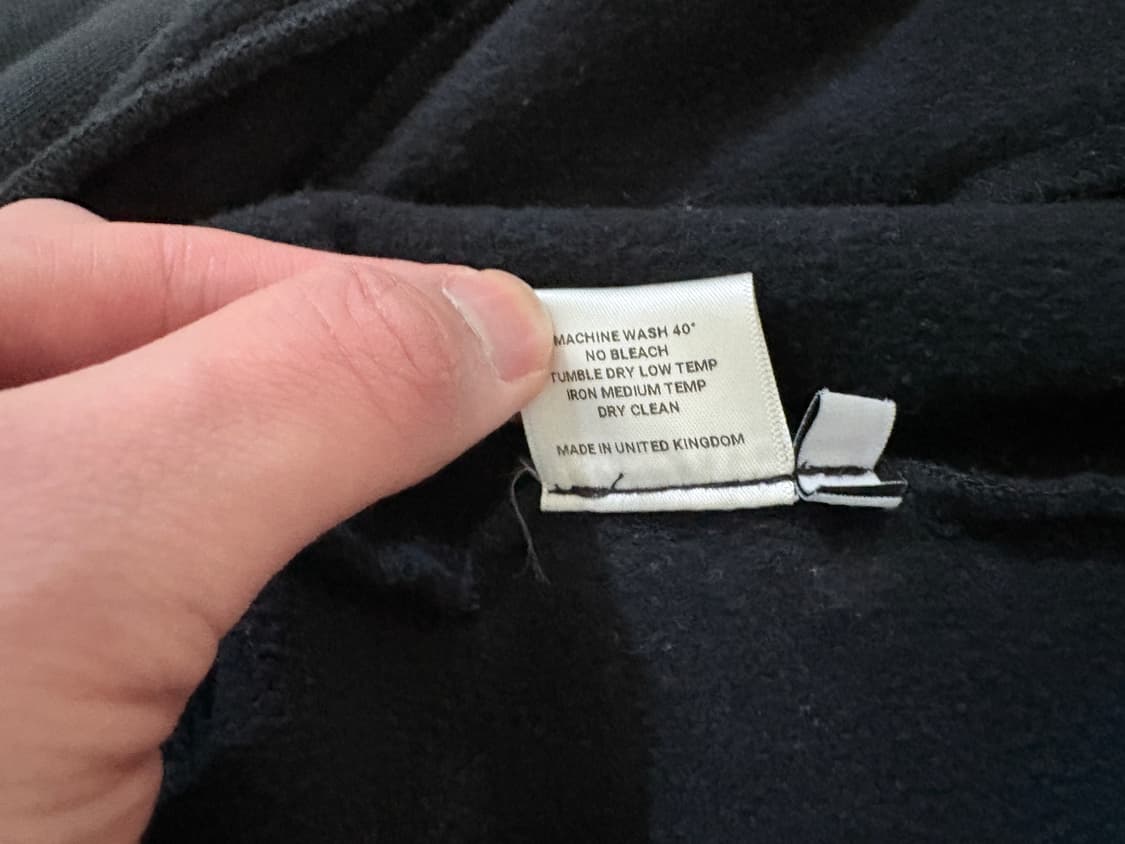 MACHINE WASH 40°
NO BLEACH
TUMBLE DRY LOW TEMP
IRON MEDIUM TEMP
DRY CLEAN
MADE IN UNITED KINGDOM